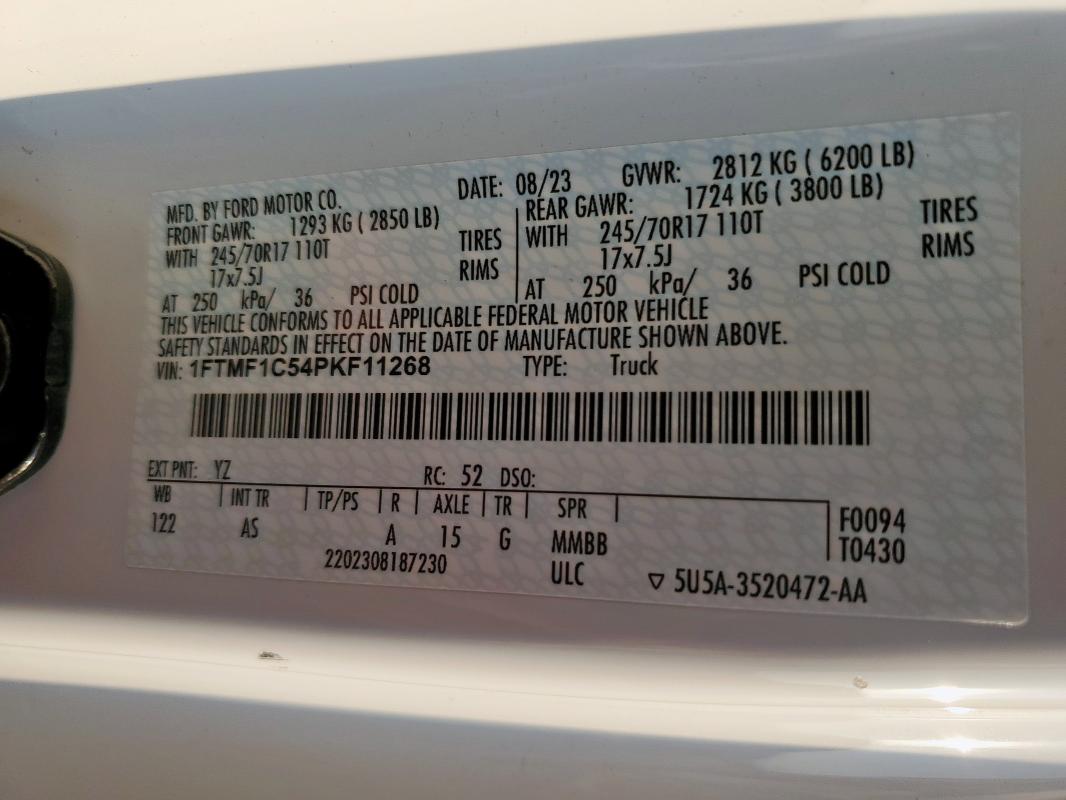 MFD. BY FORD MOTOR CO. DATE: 08/23 GVWR: 2812 KG ( 6200 LB)
FRONT GAWR: 1293 KG ( 2850 LB) REAR GAWR: 1724 KG ( 3800 LB)
WITH 245/70R17 110T TIRES WITH 245/70R17 110T TIRES
17x7.5J RIMS 17x7.5J RIMS
AT 250 kPa/ 36 PSI COLD AT 250 kPa/ 36 PSI COLD
THIS VEHICLE CONFORMS TO ALL APPLICABLE FEDERAL MOTOR VEHICLE
SAFETY STANDARDS IN EFFECT ON THE DATE OF MANUFACTURE SHOWN ABOVE.
VIN: 1FTMF1C54PKF11268 TYPE: Truck
EXT PNT: YZ RC: 52 DSO:
WB INT TR TP/PS R AXLE TR SPR
122 AS A 15 G MMBB
F0094
T0430
2202308187230 ULC ▽ 5U5A-3520472-AA